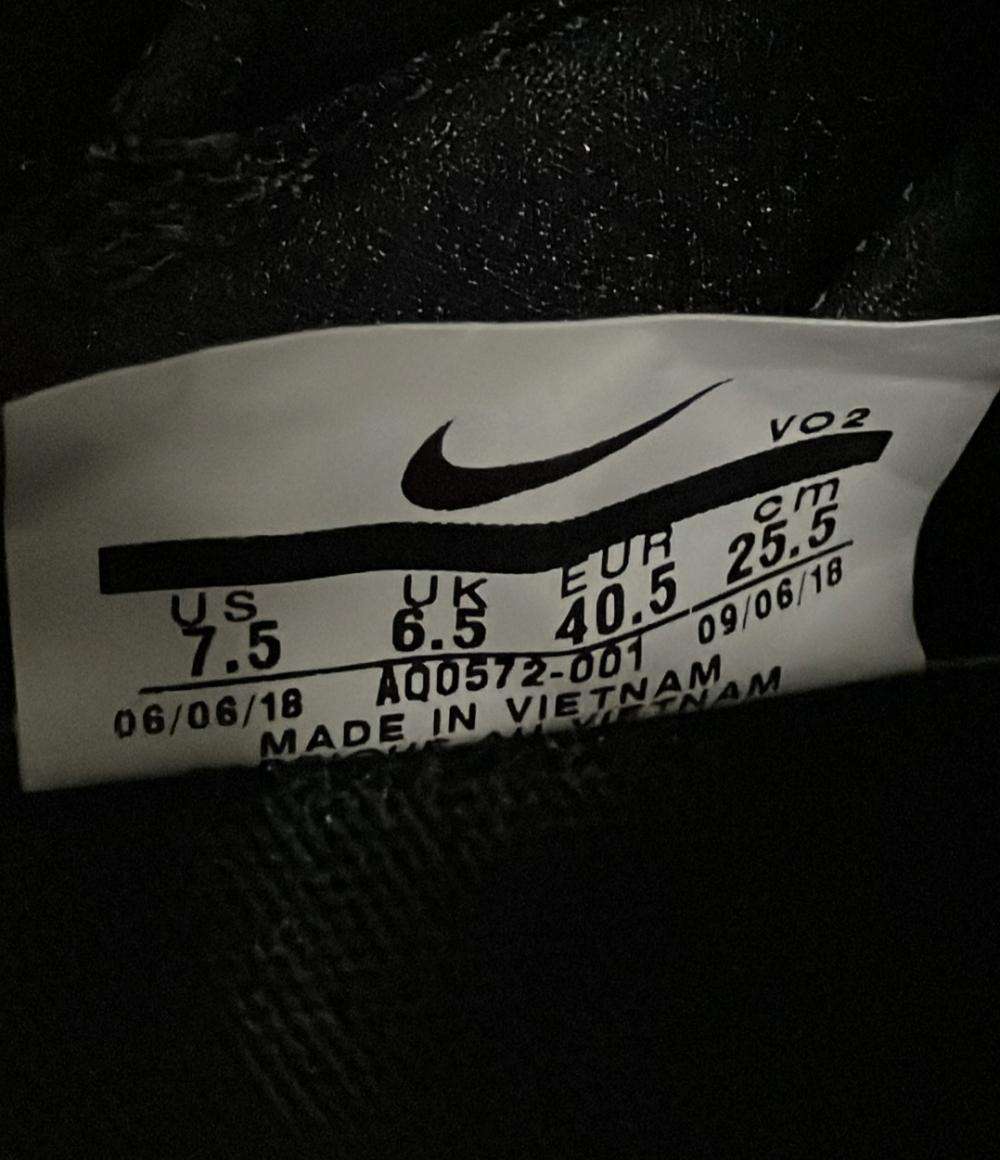 VO2
US UK EUR cm
7.5 6.5 40.5 25.5
06/06/18 AQ0572-001 09/06/18
MADE IN VIETNAM
VIETNAM